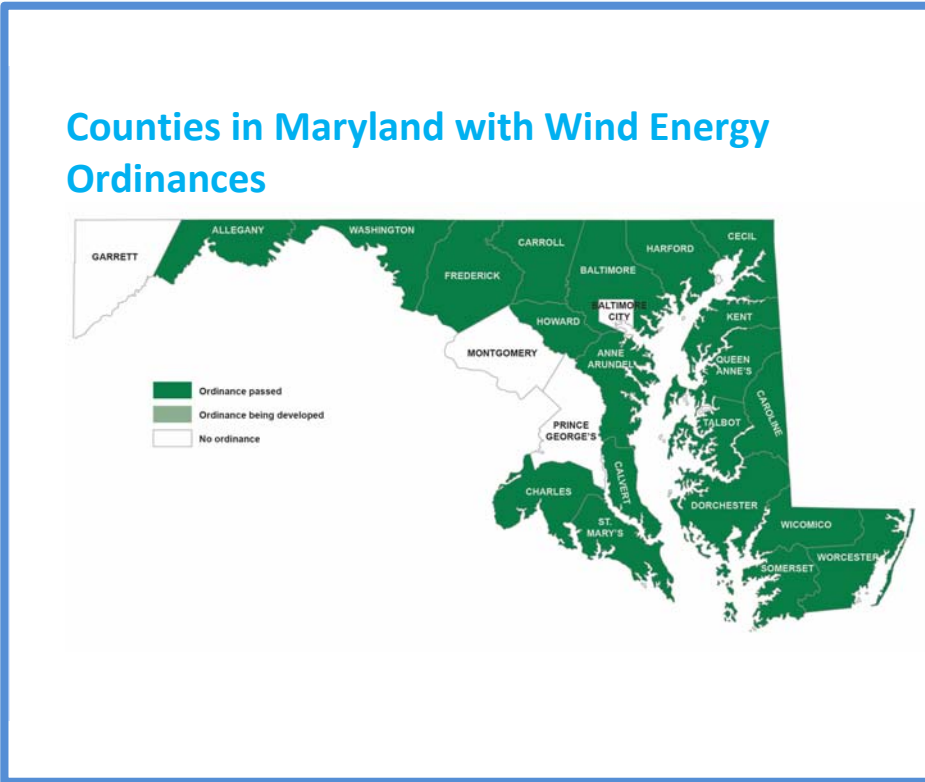 Counties in Maryland with Wind Energy
Ordinances
GARRETT
ALLEGANY
WASHINGTON
FREDERICK
CARROLL
BALTIMORE
HARFORD
CECIL
BALTIMORE
CITY
KENT
HOWARD
MONTGOMERY
ANNE
ARUNDEL
QUEEN
ANNE'S
CAROLINE
TALBOT
PRINCE
GEORGE'S
CALVERT
CHARLES
ST.
MARY'S
DORCHESTER
WICOMICO
SOMERSET
WORCESTER
Ordinance passed
Ordinance being developed
No ordinance